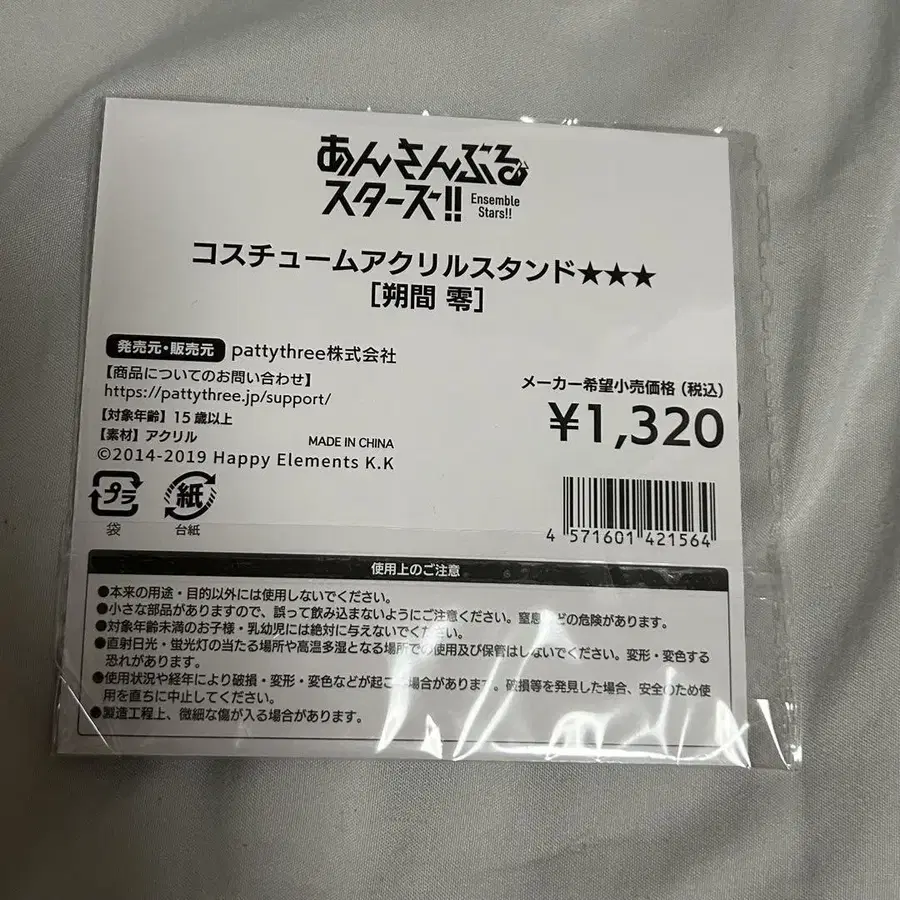 あんさんぶる
スターズ!!
Ensemble
Stars!!
コスチュームアクリルスタンド★★★
[朔間 零]
発売元・販売元 pattythree株式会社
【商品についてのお問い合わせ】
https://pattythree.jp/support/
【対象年齢】15歳以上
【素材】アクリル
MADE IN CHINA
©2014-2019 Happy Elements K.K
メーカー希望小売価格(税込)
¥1,320
プラ
袋
紙
台紙
4 571601 421564
使用上のご注意
●本来の用途・目的以外には使用しないでください。
●小さな部品がありますので、誤って飲み込まないようにご注意ください。窒息などの危険があります。
●対象年齢未満のお子様・乳幼児には絶対に与えないでください。
●直射日光・蛍光灯の当たる場所や高温多湿となる場所での使用及び保管はしないでください。変形・変色する
恐れがあります。
●使用状況や経年により破損・変形・変色などが起こる場合があります。破損等を発見した場合、安全のため使
用を直ちに中止してください。
●製造工程上、微細な傷が入る場合があります。